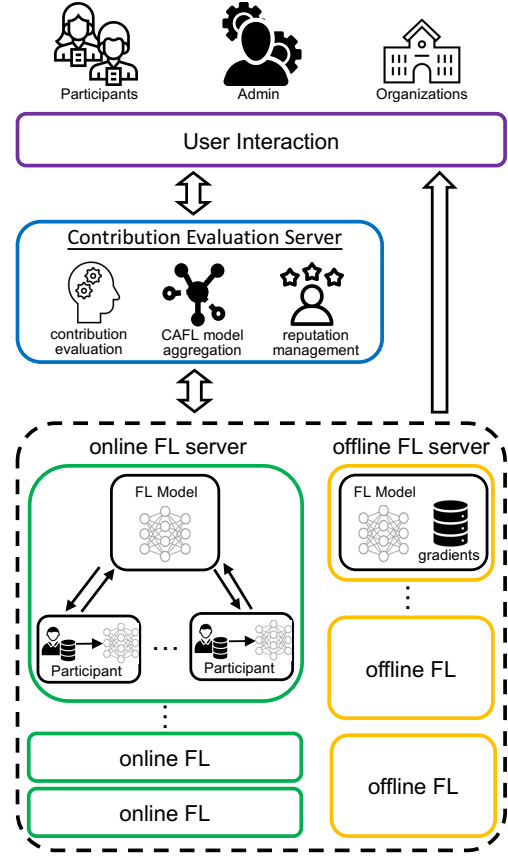 Participants
Admin
Organizations
User Interaction
Contribution Evaluation Server
contribution
evaluation
CAFL model
aggregation
reputation
management
online FL server
offline FL server
FL Model
FL Model
gradients
Participant
...
Participant
...
...
online FL
online FL
offline FL
offline FL